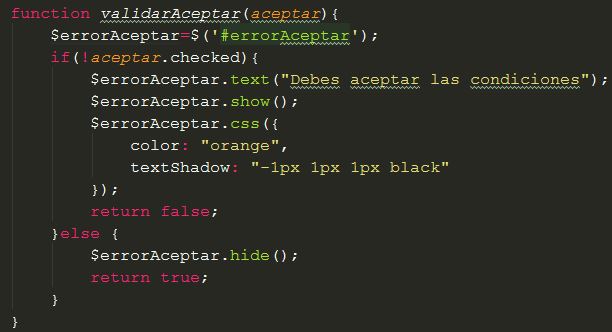 function validarAceptar(aceptar){
    $errorAceptar=$('#errorAceptar');
    if(!aceptar.checked){
        $errorAceptar.text("Debes aceptar las condiciones");
        $errorAceptar.show();
        $errorAceptar.css({
            color: "orange",
            textShadow: "-1px 1px 1px black"
        });
        return false;
    }else {
        $errorAceptar.hide();
        return true;
    }
}